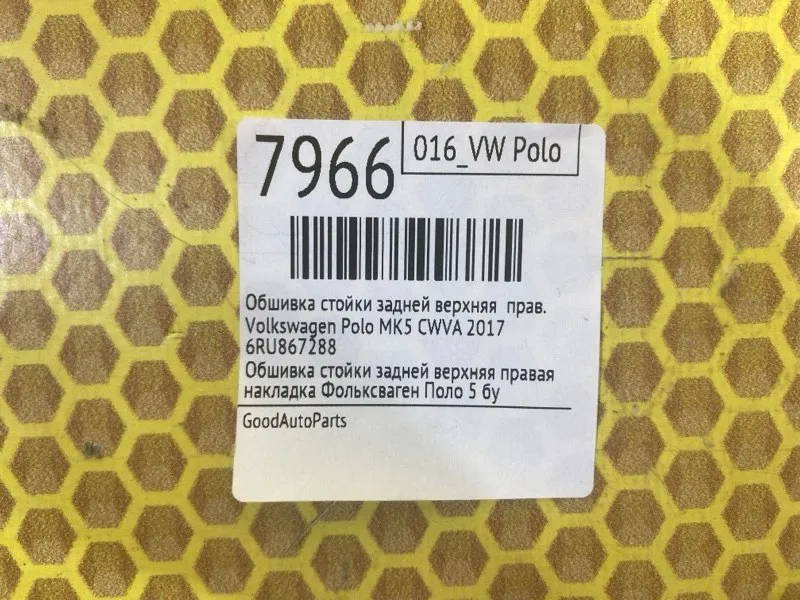 7966
016_VW Polo
Обшивка стойки задней верхняя прав.
Volkswagen Polo MK5 CWVA 2017
6RU867288
Обшивка стойки задней верхняя правая
накладка Фольксваген Поло 5 бу
GoodAutoParts